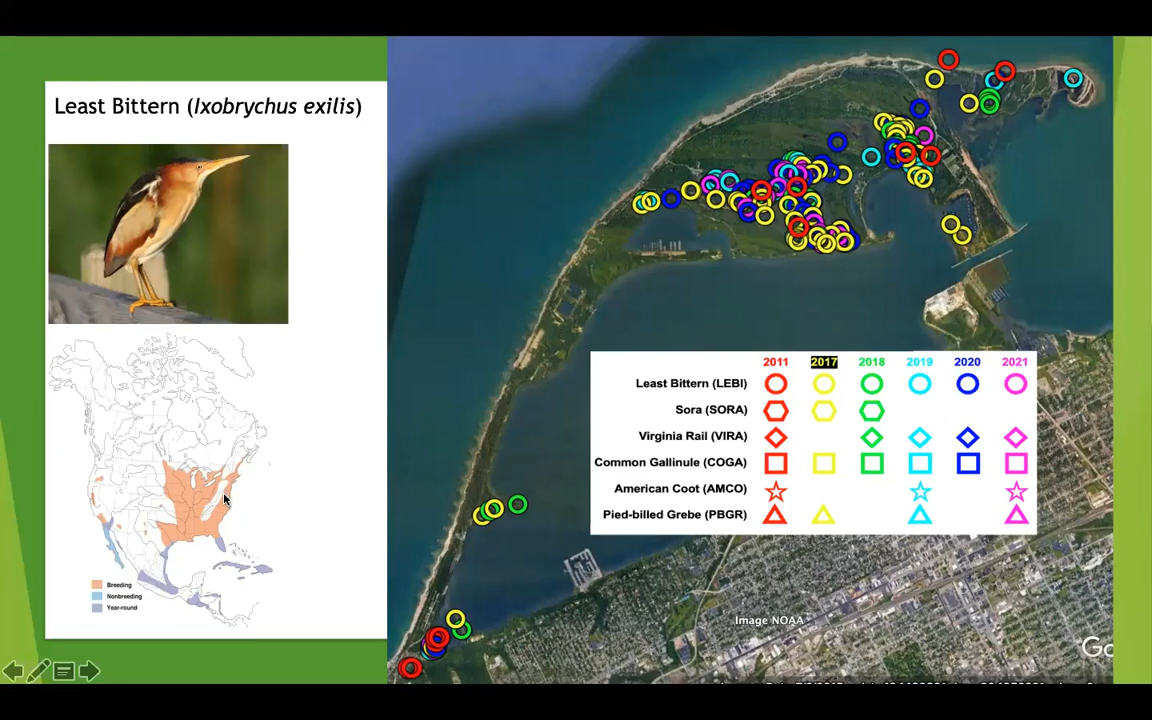 Least Bittern (Ixobrychus exilis)
Breeding
Nonbreeding
Year-round
2011 2017 2018 2019 2020 2021
Least Bittern (LEBI)
Sora (SORA)
Virginia Rail (VIRA)
Common Gallinule (COGA)
American Coot (AMCO)
Pied-billed Grebe (PBGR)
Image NOAA
Go